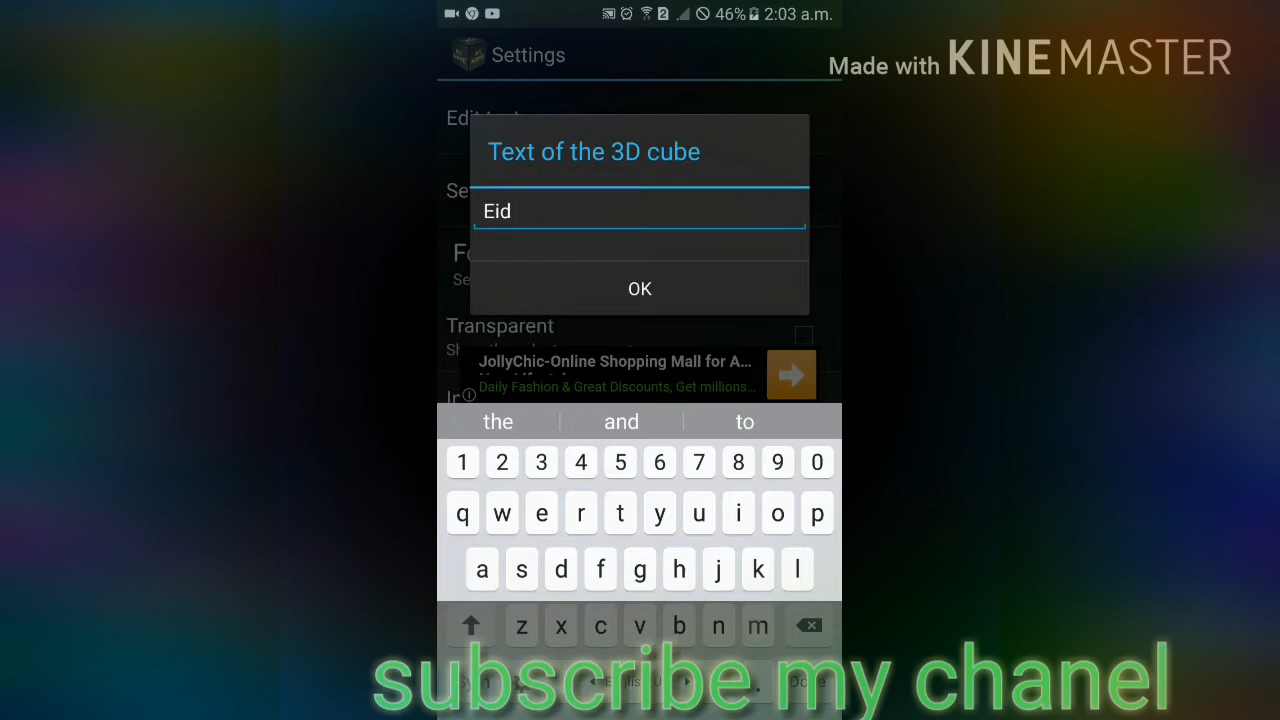 46% 2:03 a.m.
Settings
Made with KINEMASTER
Text of the 3D cube
Eid
OK
Transparent
JollyChic-Online Shopping Mall for A...
Daily Fashion & Great Discounts, Get millions...
the and to
1 2 3 4 5 6 7 8 9 0
q w e r t y u i o p
a s d f g h j k l
z x c v b n m
subscribe my chanel